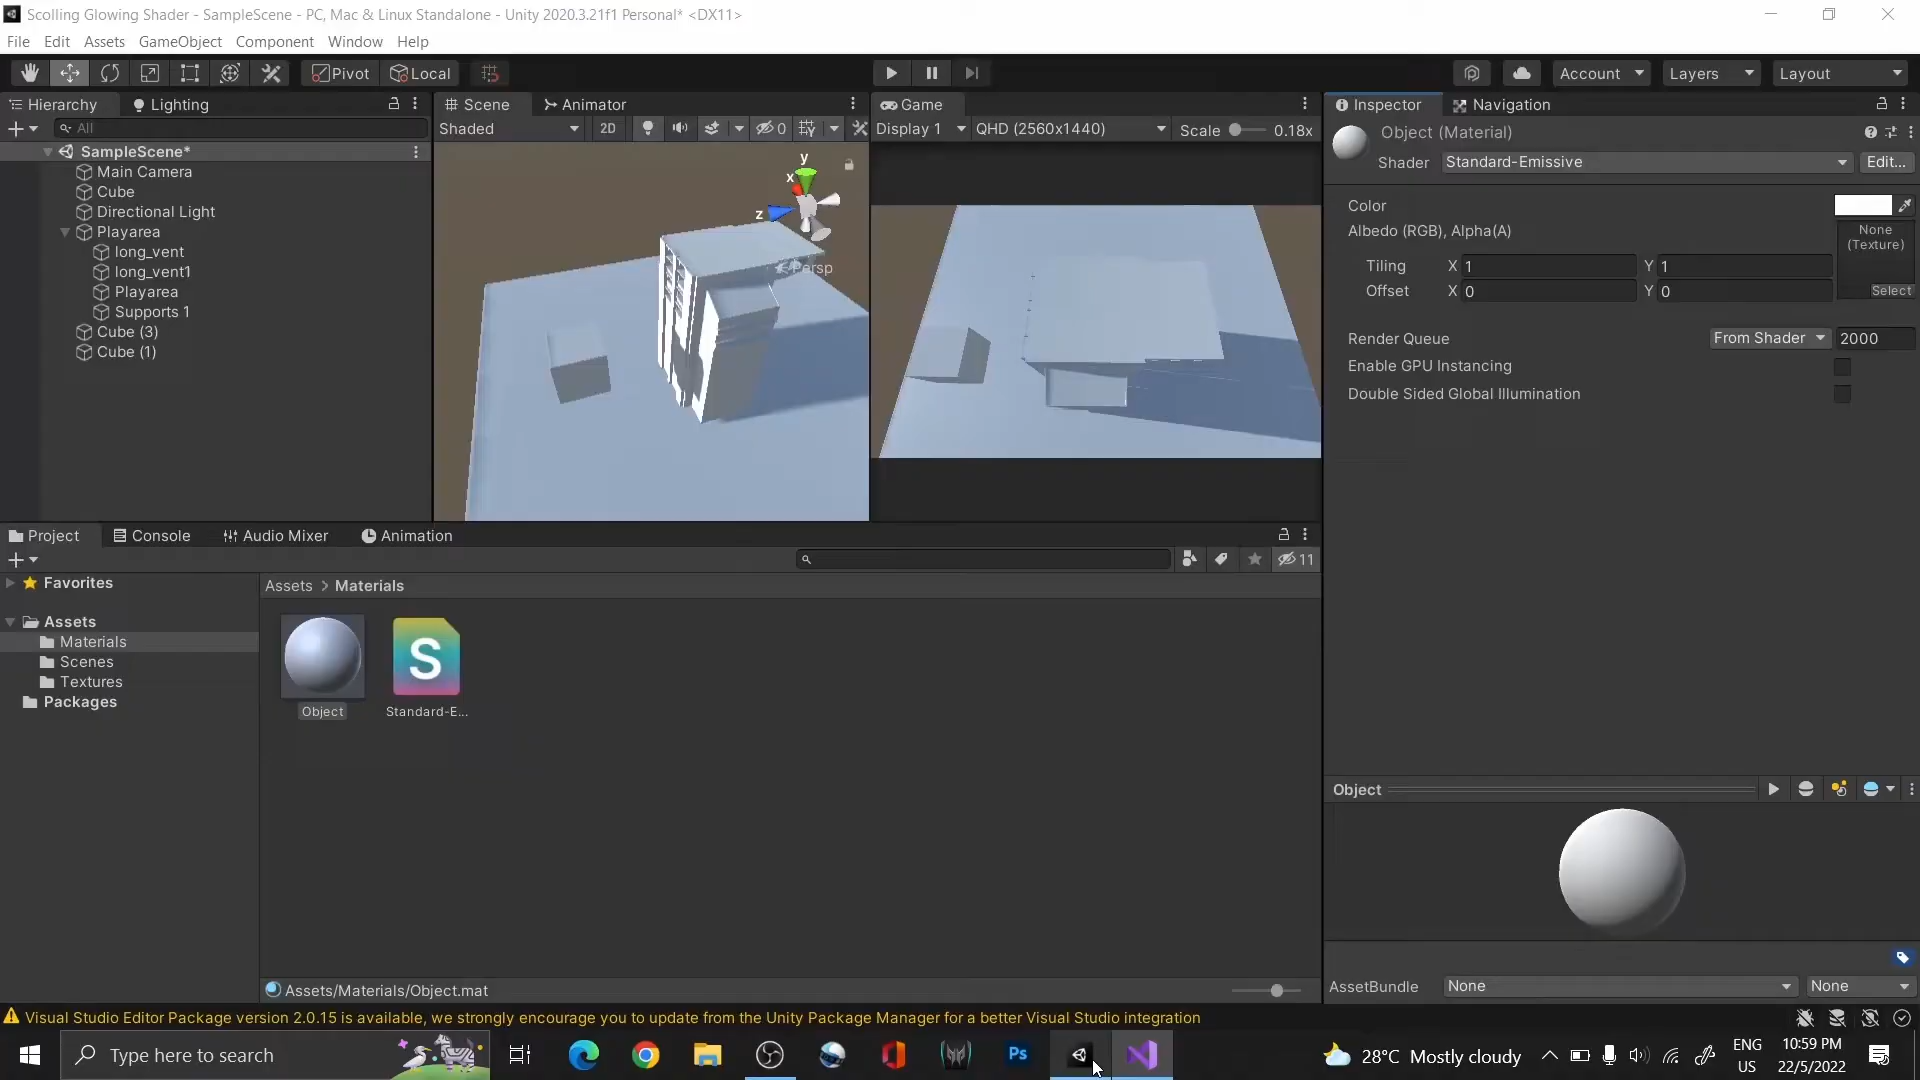 Scolling Glowing Shader - SampleScene - PC, Mac & Linux Standalone - Unity 2020.3.21f1 Personal* <DX11>
File Edit Assets GameObject Component Window Help
Pivot Local Account Layers Layout
Hierarchy Lighting
All
SampleScene*
Main Camera
Cube
Directional Light
Playarea
long_vent
long_vent1
Playarea
Supports 1
Cube (3)
Cube (1)
Scene Animator
Shaded 2D 0
y
x
z
Persp
Game
Display 1 QHD (2560x1440) Scale 0.18x
Inspector Navigation
Object (Material)
Shader Standard-Emissive Edit...
Color
Albedo (RGB), Alpha(A)
None
(Texture)
Tiling X 1 Y 1
Offset X 0 Y 0
Select
Render Queue From Shader 2000
Enable GPU Instancing
Double Sided Global Illumination
Project Console Audio Mixer Animation
11
Favorites
Assets
Materials
Scenes
Textures
Packages
Assets > Materials
Object
S
Standard-E...
Assets/Materials/Object.mat
Object
AssetBundle None None
Visual Studio Editor Package version 2.0.15 is available, we strongly encourage you to update from the Unity Package Manager for a better Visual Studio integration
Type here to search
Ps
28°C Mostly cloudy
ENG
US
10:59 PM
22/5/2022